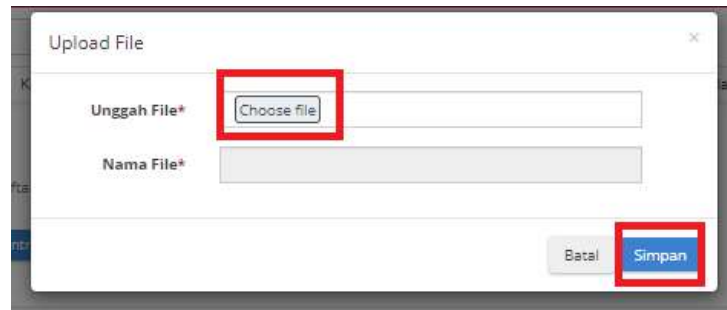 Upload File
×
Unggah File*
Choose file
Nama File*
Batal
Simpan